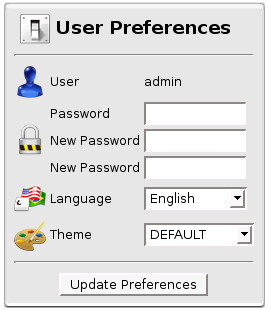 User Preferences
User admin
Password
New Password
New Password
Language English
Theme DEFAULT
Update Preferences